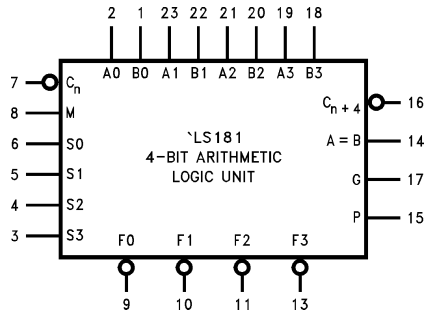 2 1 23 22 21 20 19 18
A0 B0 A1 B1 A2 B2 A3 B3
7 Cn
8 M
6 S0
5 S1
4 S2
3 S3
`LS181
4-BIT ARITHMETIC
LOGIC UNIT
Cn+4 16
A=B 14
G 17
P 15
F0 F1 F2 F3
9 10 11 13